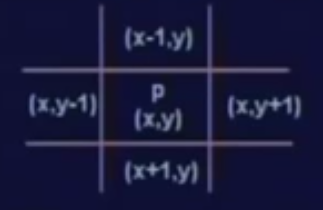 (x-1,y)
(x,y-1) p (x,y+1)
(x,y)
(x+1,y)